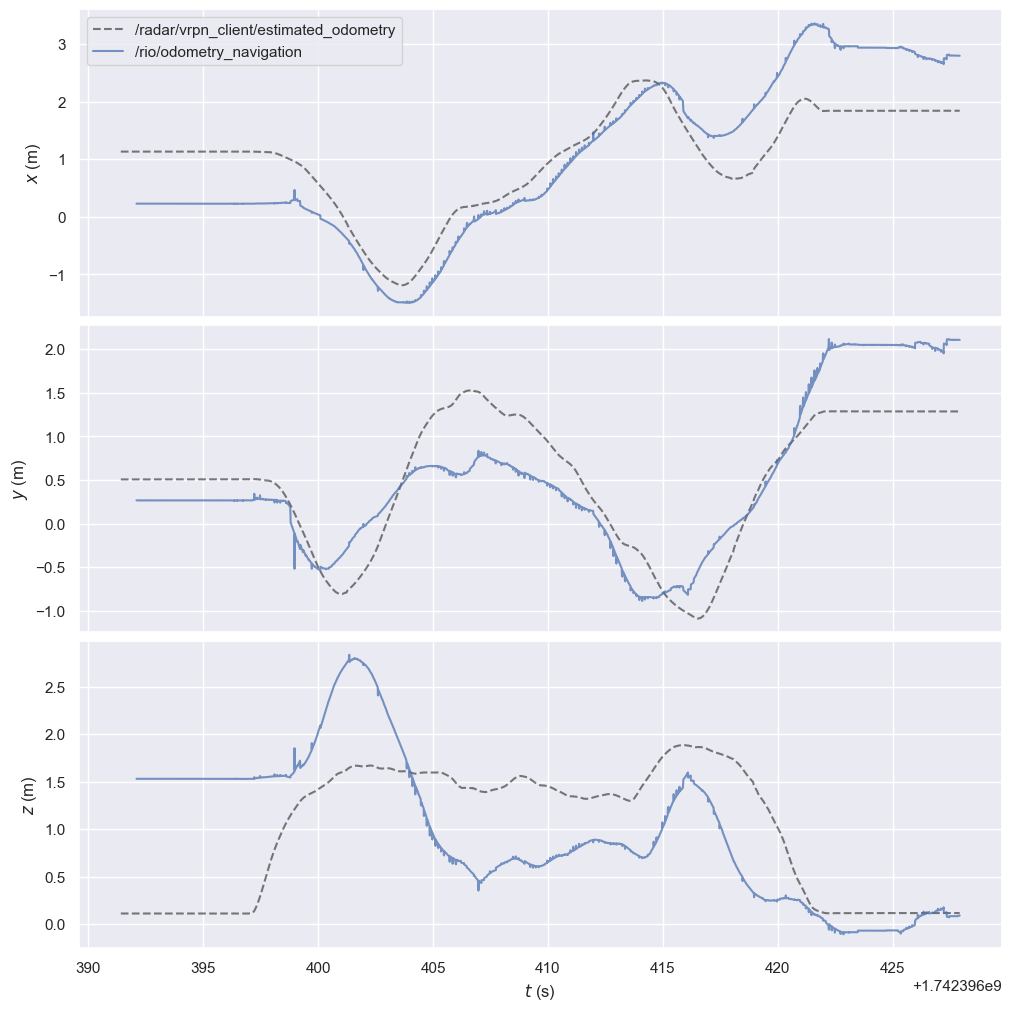 /radar/vrpn_client/estimated_odometry
/rio/odometry_navigation
3
2
1
0
−1
x (m)
2.0
1.5
1.0
0.5
0.0
−0.5
−1.0
y (m)
2.5
2.0
1.5
1.0
0.5
0.0
z (m)
390 395 400 405 410 415 420 425
+1.742396e9
t (s)